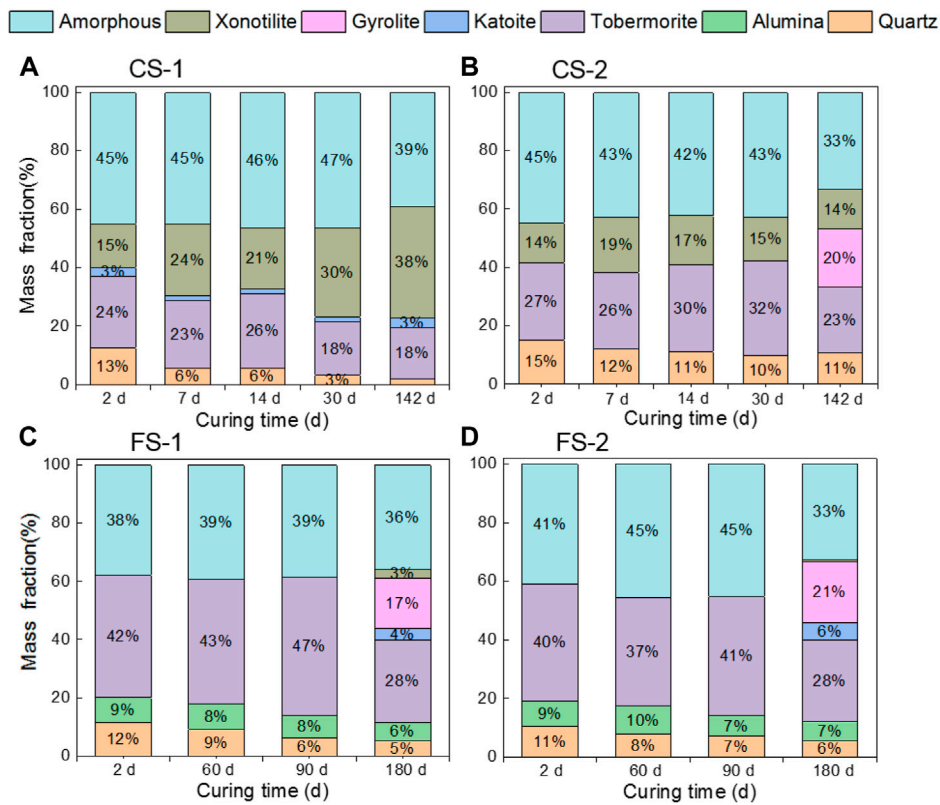 Amorphous Xonotilite Gyrolite Katoite Tobermorite Alumina Quartz
A CS-1
B CS-2
Mass fraction(%)
100
80
60
40
20
0
45% 45% 46% 47% 39%
15% 24% 21% 30% 38%
3% 3%
24% 23% 26% 18% 18%
13% 6% 6% 3%
2 d 7 d 14 d 30 d 142 d
Curing time (d)
100
80
60
40
20
0
45% 43% 42% 43% 33%
14% 19% 17% 15% 14%
20%
27% 26% 30% 32% 23%
15% 12% 11% 10% 11%
2 d 7 d 14 d 30 d 142 d
Curing time (d)
C FS-1
D FS-2
Mass fraction(%)
100
80
60
40
20
0
38% 39% 39% 36%
3%
17%
4%
42% 43% 47% 28%
9% 8% 8% 6%
12% 9% 6% 5%
2 d 60 d 90 d 180 d
Curing time (d)
100
80
60
40
20
0
41% 45% 45% 33%
21%
6%
40% 37% 41% 28%
9% 10% 7% 7%
11% 8% 7% 6%
2 d 60 d 90 d 180 d
Curing time (d)